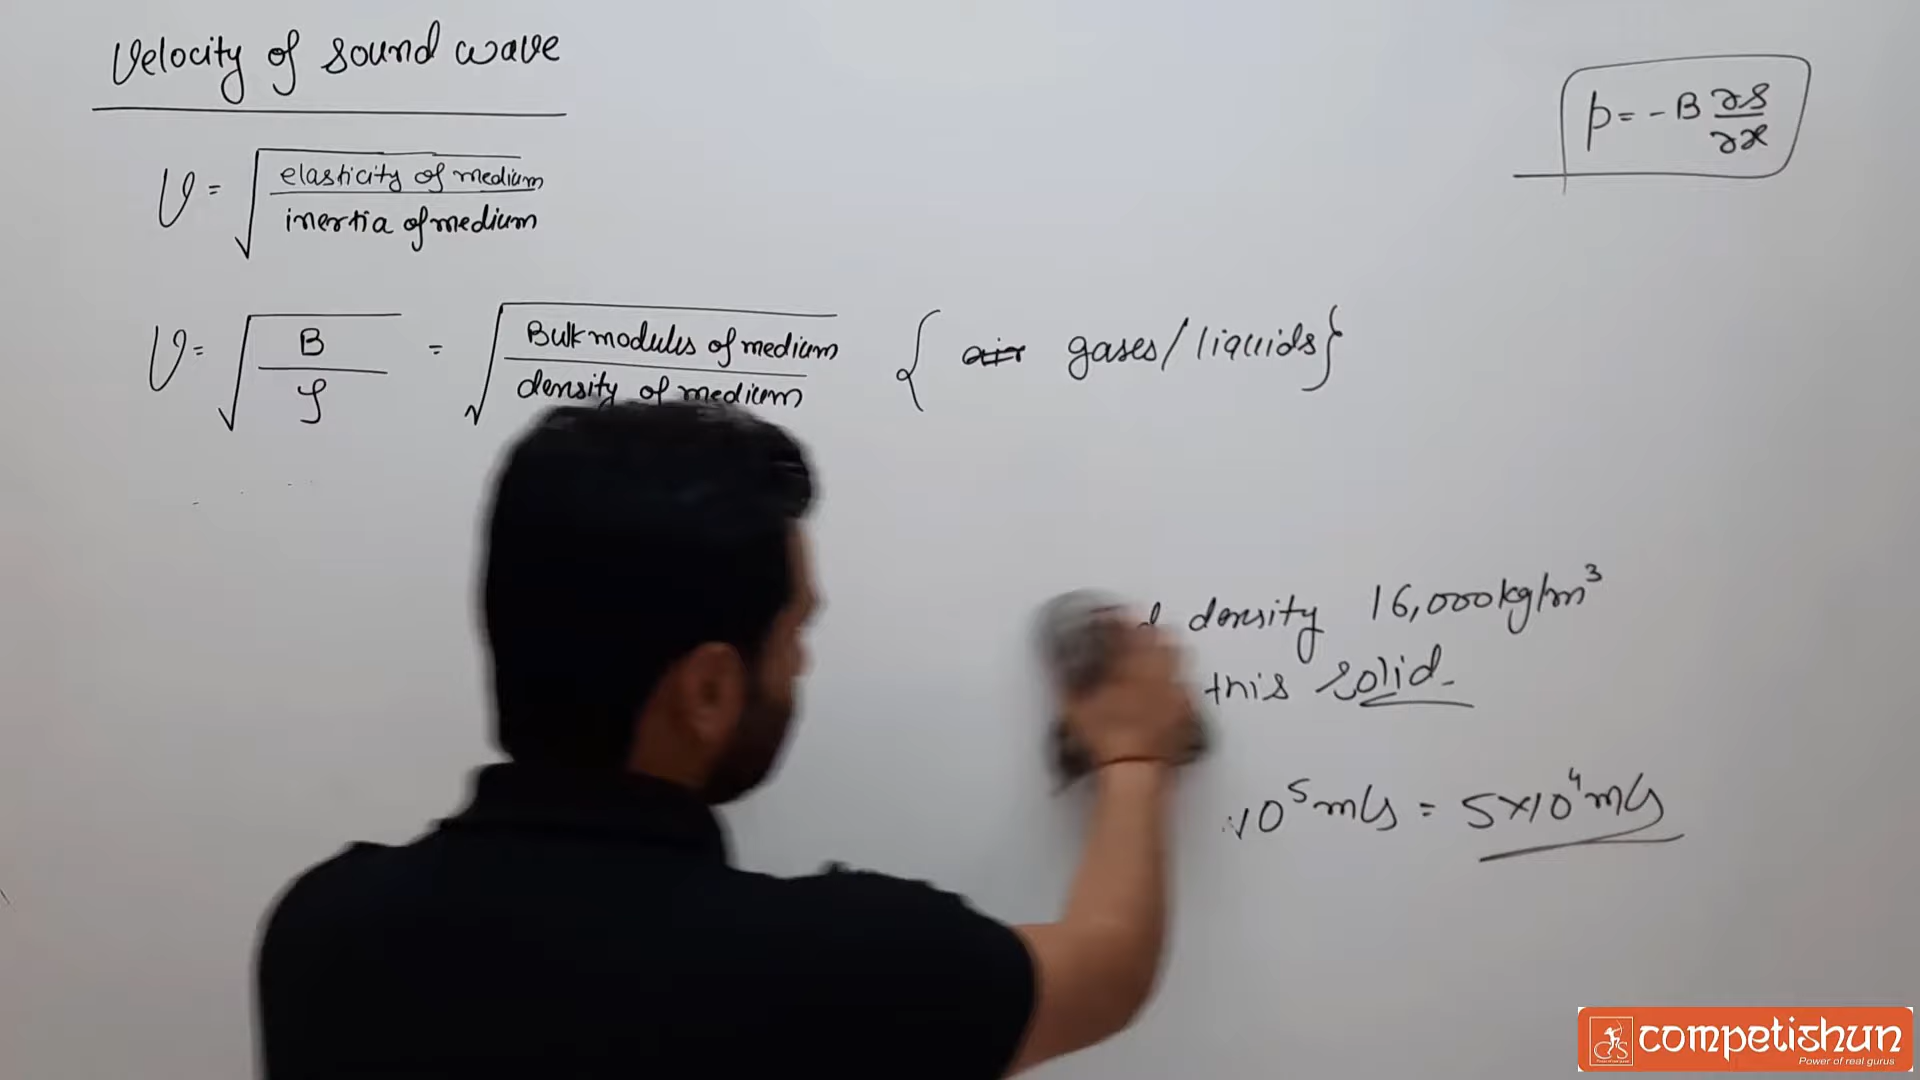 Velocity of sound wave
p = - B ∂s/∂x
v = √(elasticity of medium / inertia of medium)
v = √(B / ρ) = √(Bulk modulus of medium / density of medium) { gases/liquids}
density 16,000 kg/m³
this solid.
10⁵ m/s = 5×10⁴ m/s
competishun
Power of real gurus